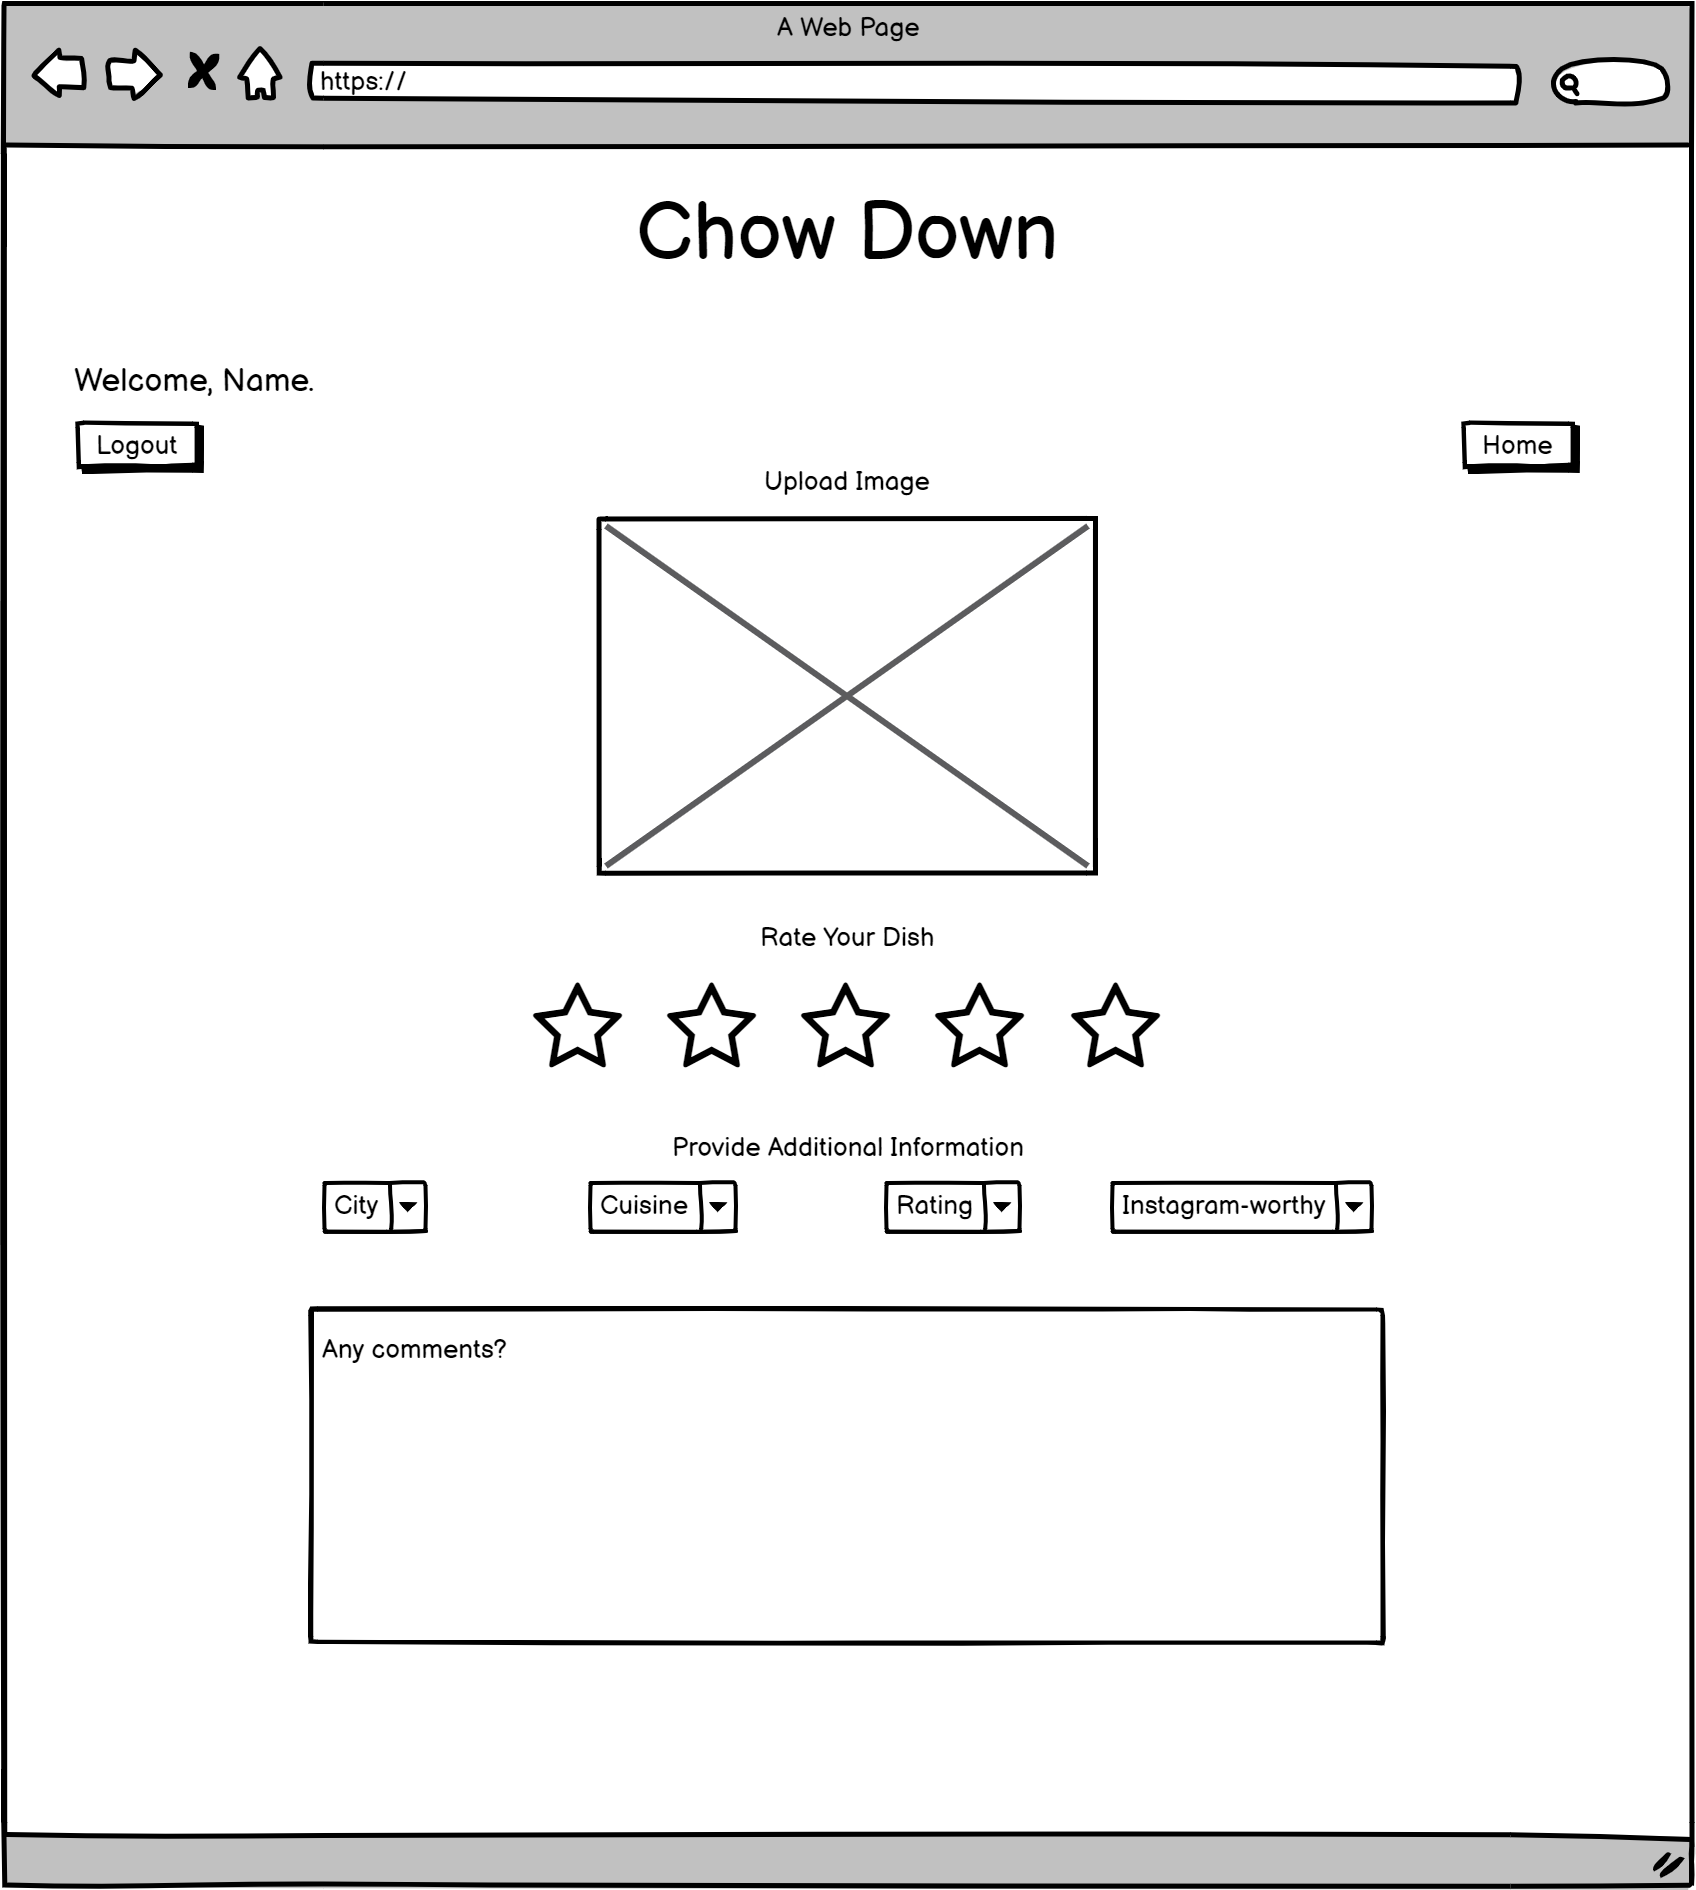 A Web Page
https://
Chow Down
Welcome, Name.
Logout
Home
Upload Image
Rate Your Dish
Provide Additional Information
City
Cuisine
Rating
Instagram-worthy
Any comments?